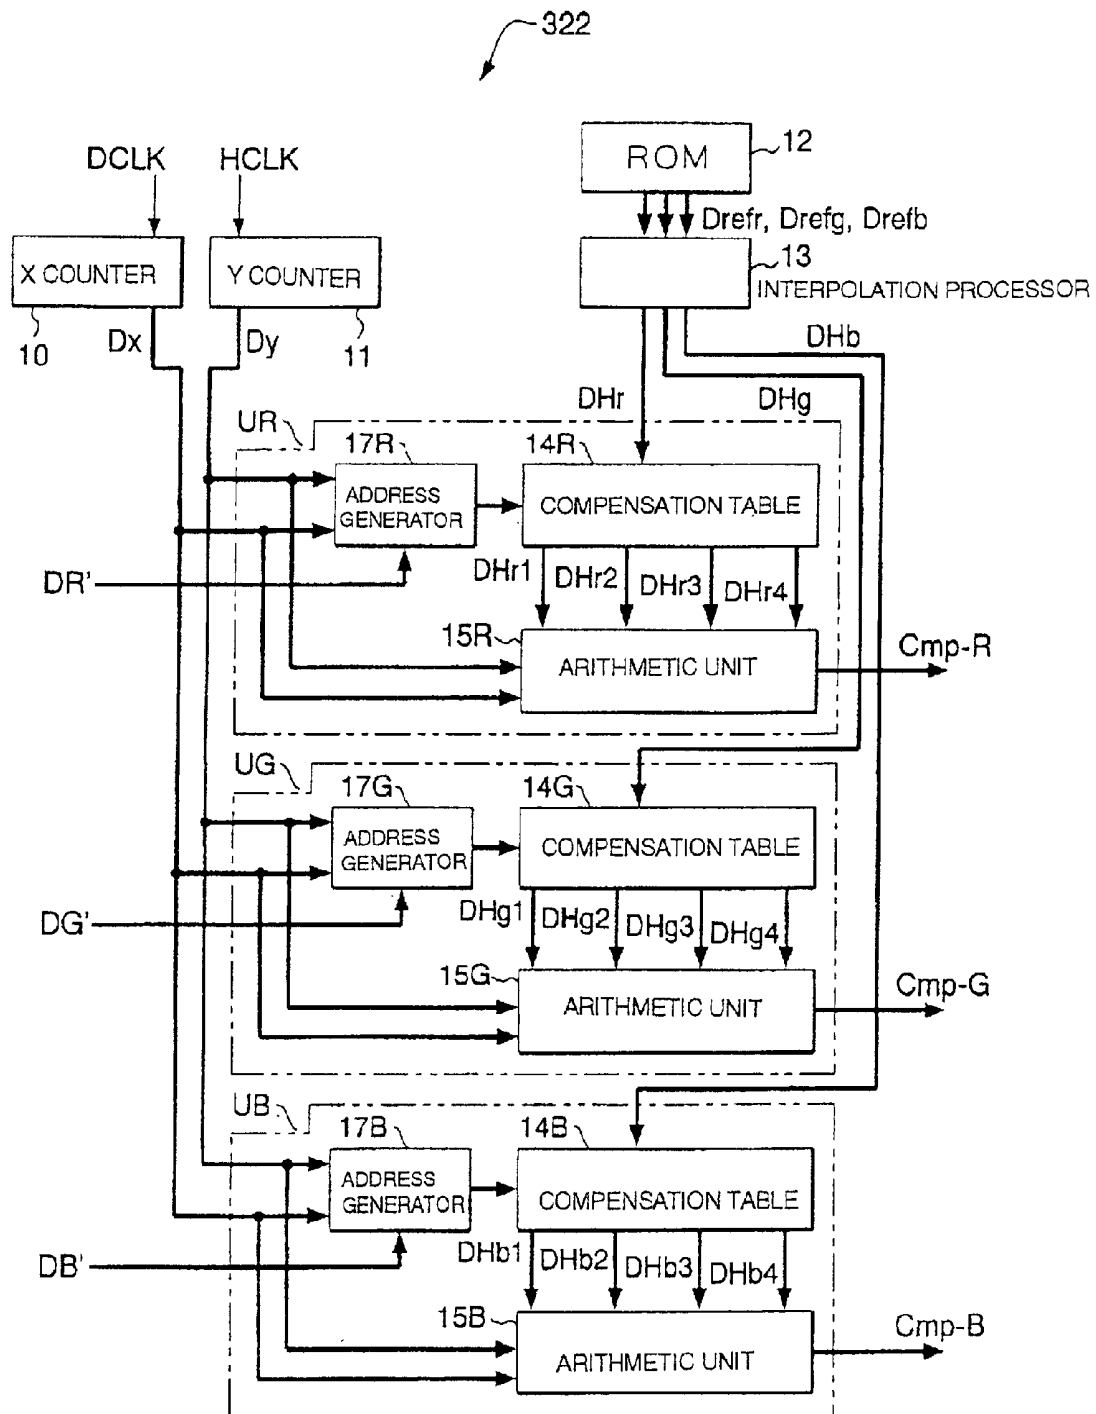 322
DCLK
HCLK
ROM
12
Drefr, Drefg, Drefb
X COUNTER
Y COUNTER
13
INTERPOLATION PROCESSOR
10
Dx
Dy
11
DHb
DHr
DHg
UR
17R
14R
ADDRESS
GENERATOR
COMPENSATION TABLE
DR'
DHr1
DHr2
DHr3
DHr4
15R
ARITHMETIC UNIT
Cmp-R
UG
17G
14G
ADDRESS
GENERATOR
COMPENSATION TABLE
DG'
DHg1
DHg2
DHg3
DHg4
15G
ARITHMETIC UNIT
Cmp-G
UB
17B
14B
ADDRESS
GENERATOR
COMPENSATION TABLE
DB'
DHb1
DHb2
DHb3
DHb4
15B
ARITHMETIC UNIT
Cmp-B